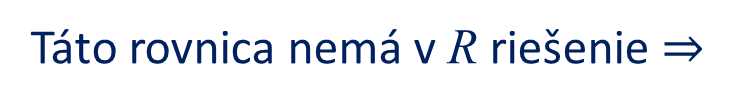 Táto rovnica nemá v R riešenie ⇒